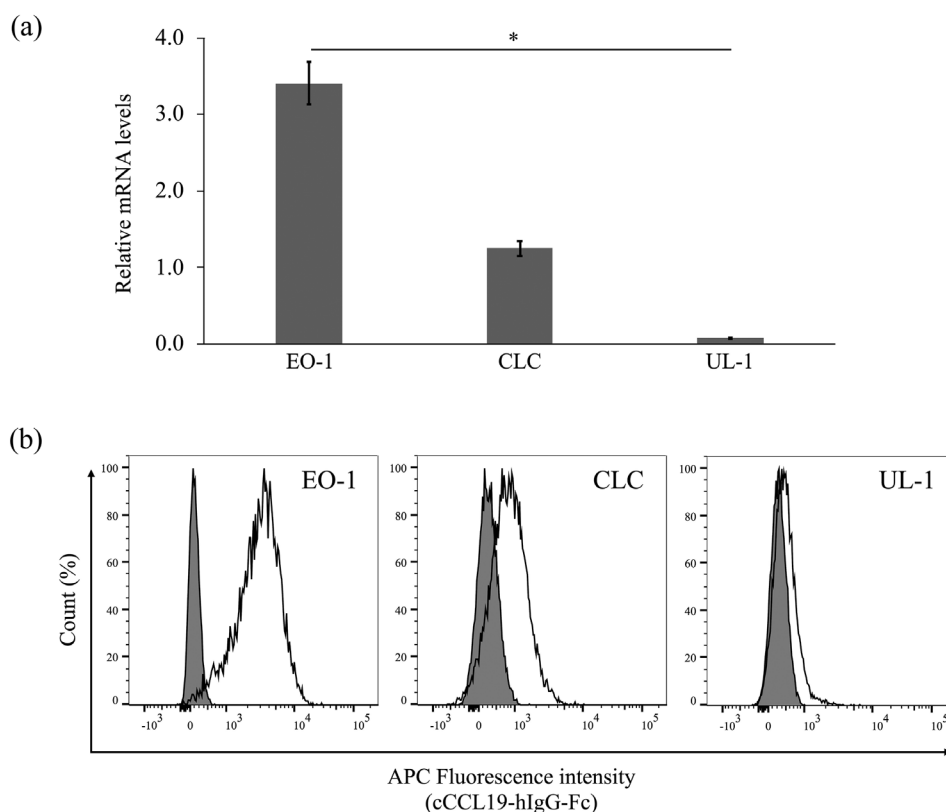 (a)
4.0
3.0
2.0
1.0
0.0
Relative mRNA levels
*
EO-1 CLC UL-1
(b)
Count (%)
EO-1
100
80
60
40
20
0
-10³ 0 10³ 10⁴ 10⁵
CLC
100
80
60
40
20
0
-10³ 0 10³ 10⁴ 10⁵
UL-1
100
80
60
40
20
0
-10³ 0 10³ 10⁴ 10⁵
APC Fluorescence intensity
(cCCL19-hIgG-Fc)